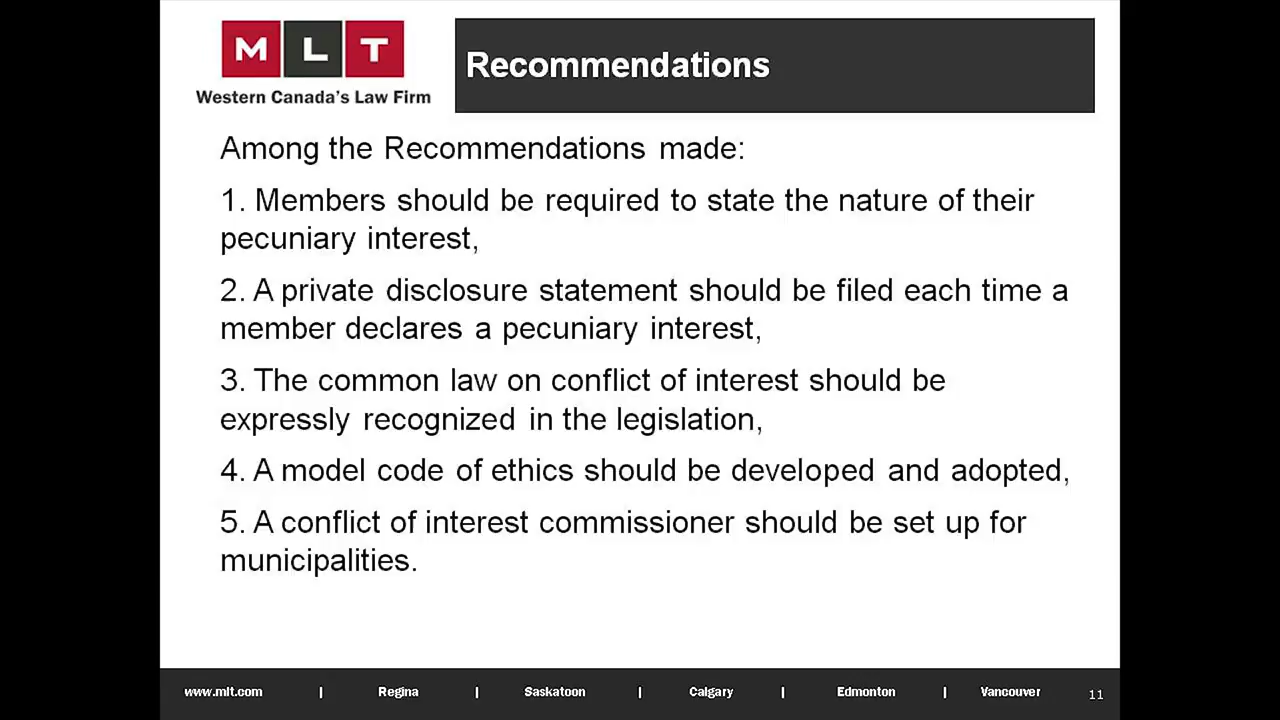 MLT
Western Canada's Law Firm
Recommendations
Among the Recommendations made:
1. Members should be required to state the nature of their
pecuniary interest,
2. A private disclosure statement should be filed each time a
member declares a pecuniary interest,
3. The common law on conflict of interest should be
expressly recognized in the legislation,
4. A model code of ethics should be developed and adopted,
5. A conflict of interest commissioner should be set up for
municipalities.
www.mlt.com | Regina | Saskatoon | Calgary | Edmonton | Vancouver 11